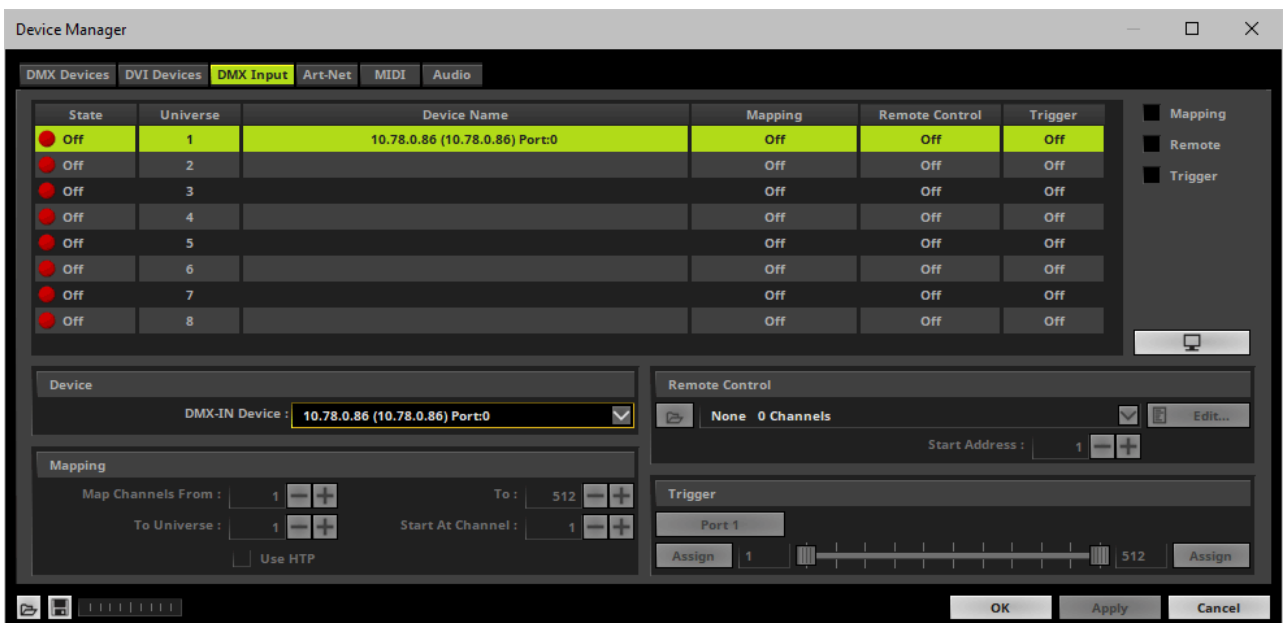 Device Manager
DMX Devices DVI Devices DMX Input Art-Net MIDI Audio
State Universe Device Name Mapping Remote Control Trigger
Off 1 10.78.0.86 (10.78.0.86) Port:0 Off Off Off
Off 2 Off Off Off
Off 3 Off Off Off
Off 4 Off Off Off
Off 5 Off Off Off
Off 6 Off Off Off
Off 7 Off Off Off
Off 8 Off Off Off
Mapping
Remote
Trigger
Device
DMX-IN Device : 10.78.0.86 (10.78.0.86) Port:0
Mapping
Map Channels From : 1 To : 512
To Universe : 1 Start At Channel : 1
Use HTP
Remote Control
None 0 Channels Edit...
Start Address : 1
Trigger
Port 1
Assign 1 512 Assign
OK Apply Cancel